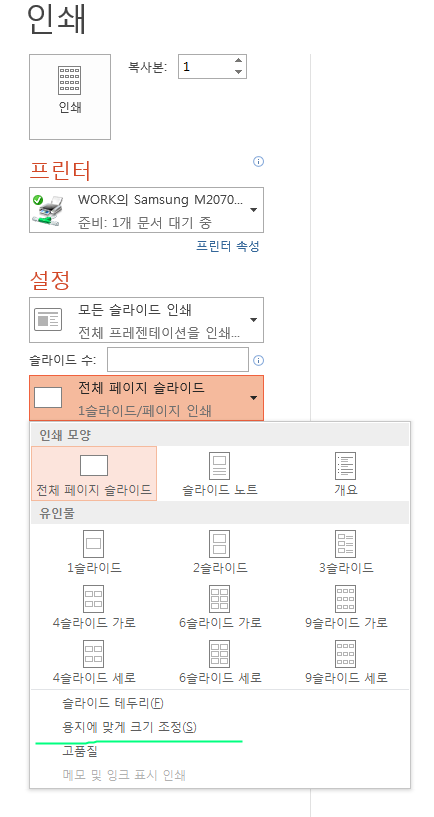 인쇄
인쇄
복사본:
1
프린터
WORK의 Samsung M2070...
준비: 1개 문서 대기 중
프린터 속성
설정
모든 슬라이드 인쇄
전체 프레젠테이션을 인쇄...
슬라이드 수:
전체 페이지 슬라이드
1슬라이드/페이지 인쇄
인쇄 모양
전체 페이지 슬라이드
슬라이드 노트
개요
유인물
1슬라이드
2슬라이드
3슬라이드
4슬라이드 가로
6슬라이드 가로
9슬라이드 가로
4슬라이드 세로
6슬라이드 세로
9슬라이드 세로
슬라이드 테두리(F)
용지에 맞게 크기 조정(S)
고품질
메모 및 잉크 표시 인쇄